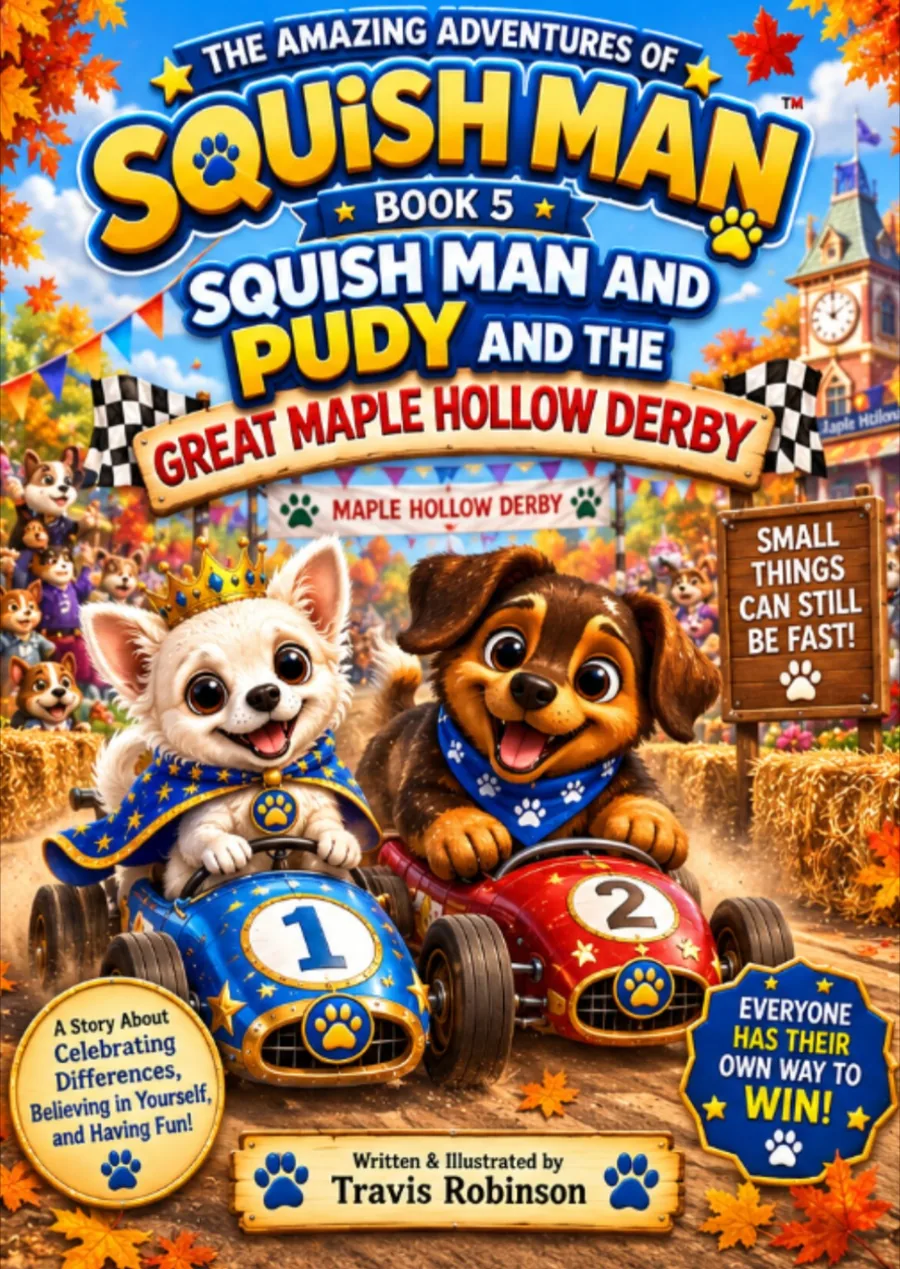 THE AMAZING ADVENTURES OF
SQUiSH MAN™
BOOK 5
SQUISH MAN AND
PUDY AND THE
GREAT MAPLE HOLLOW DERBY
MAPLE HOLLOW DERBY
SMALL
THINGS
CAN STILL
BE FAST!
1
2
A Story About
Celebrating
Differences,
Believing in Yourself,
and Having Fun!
EVERYONE
HAS THEIR
OWN WAY TO
WIN!
Written & Illustrated by
Travis Robinson